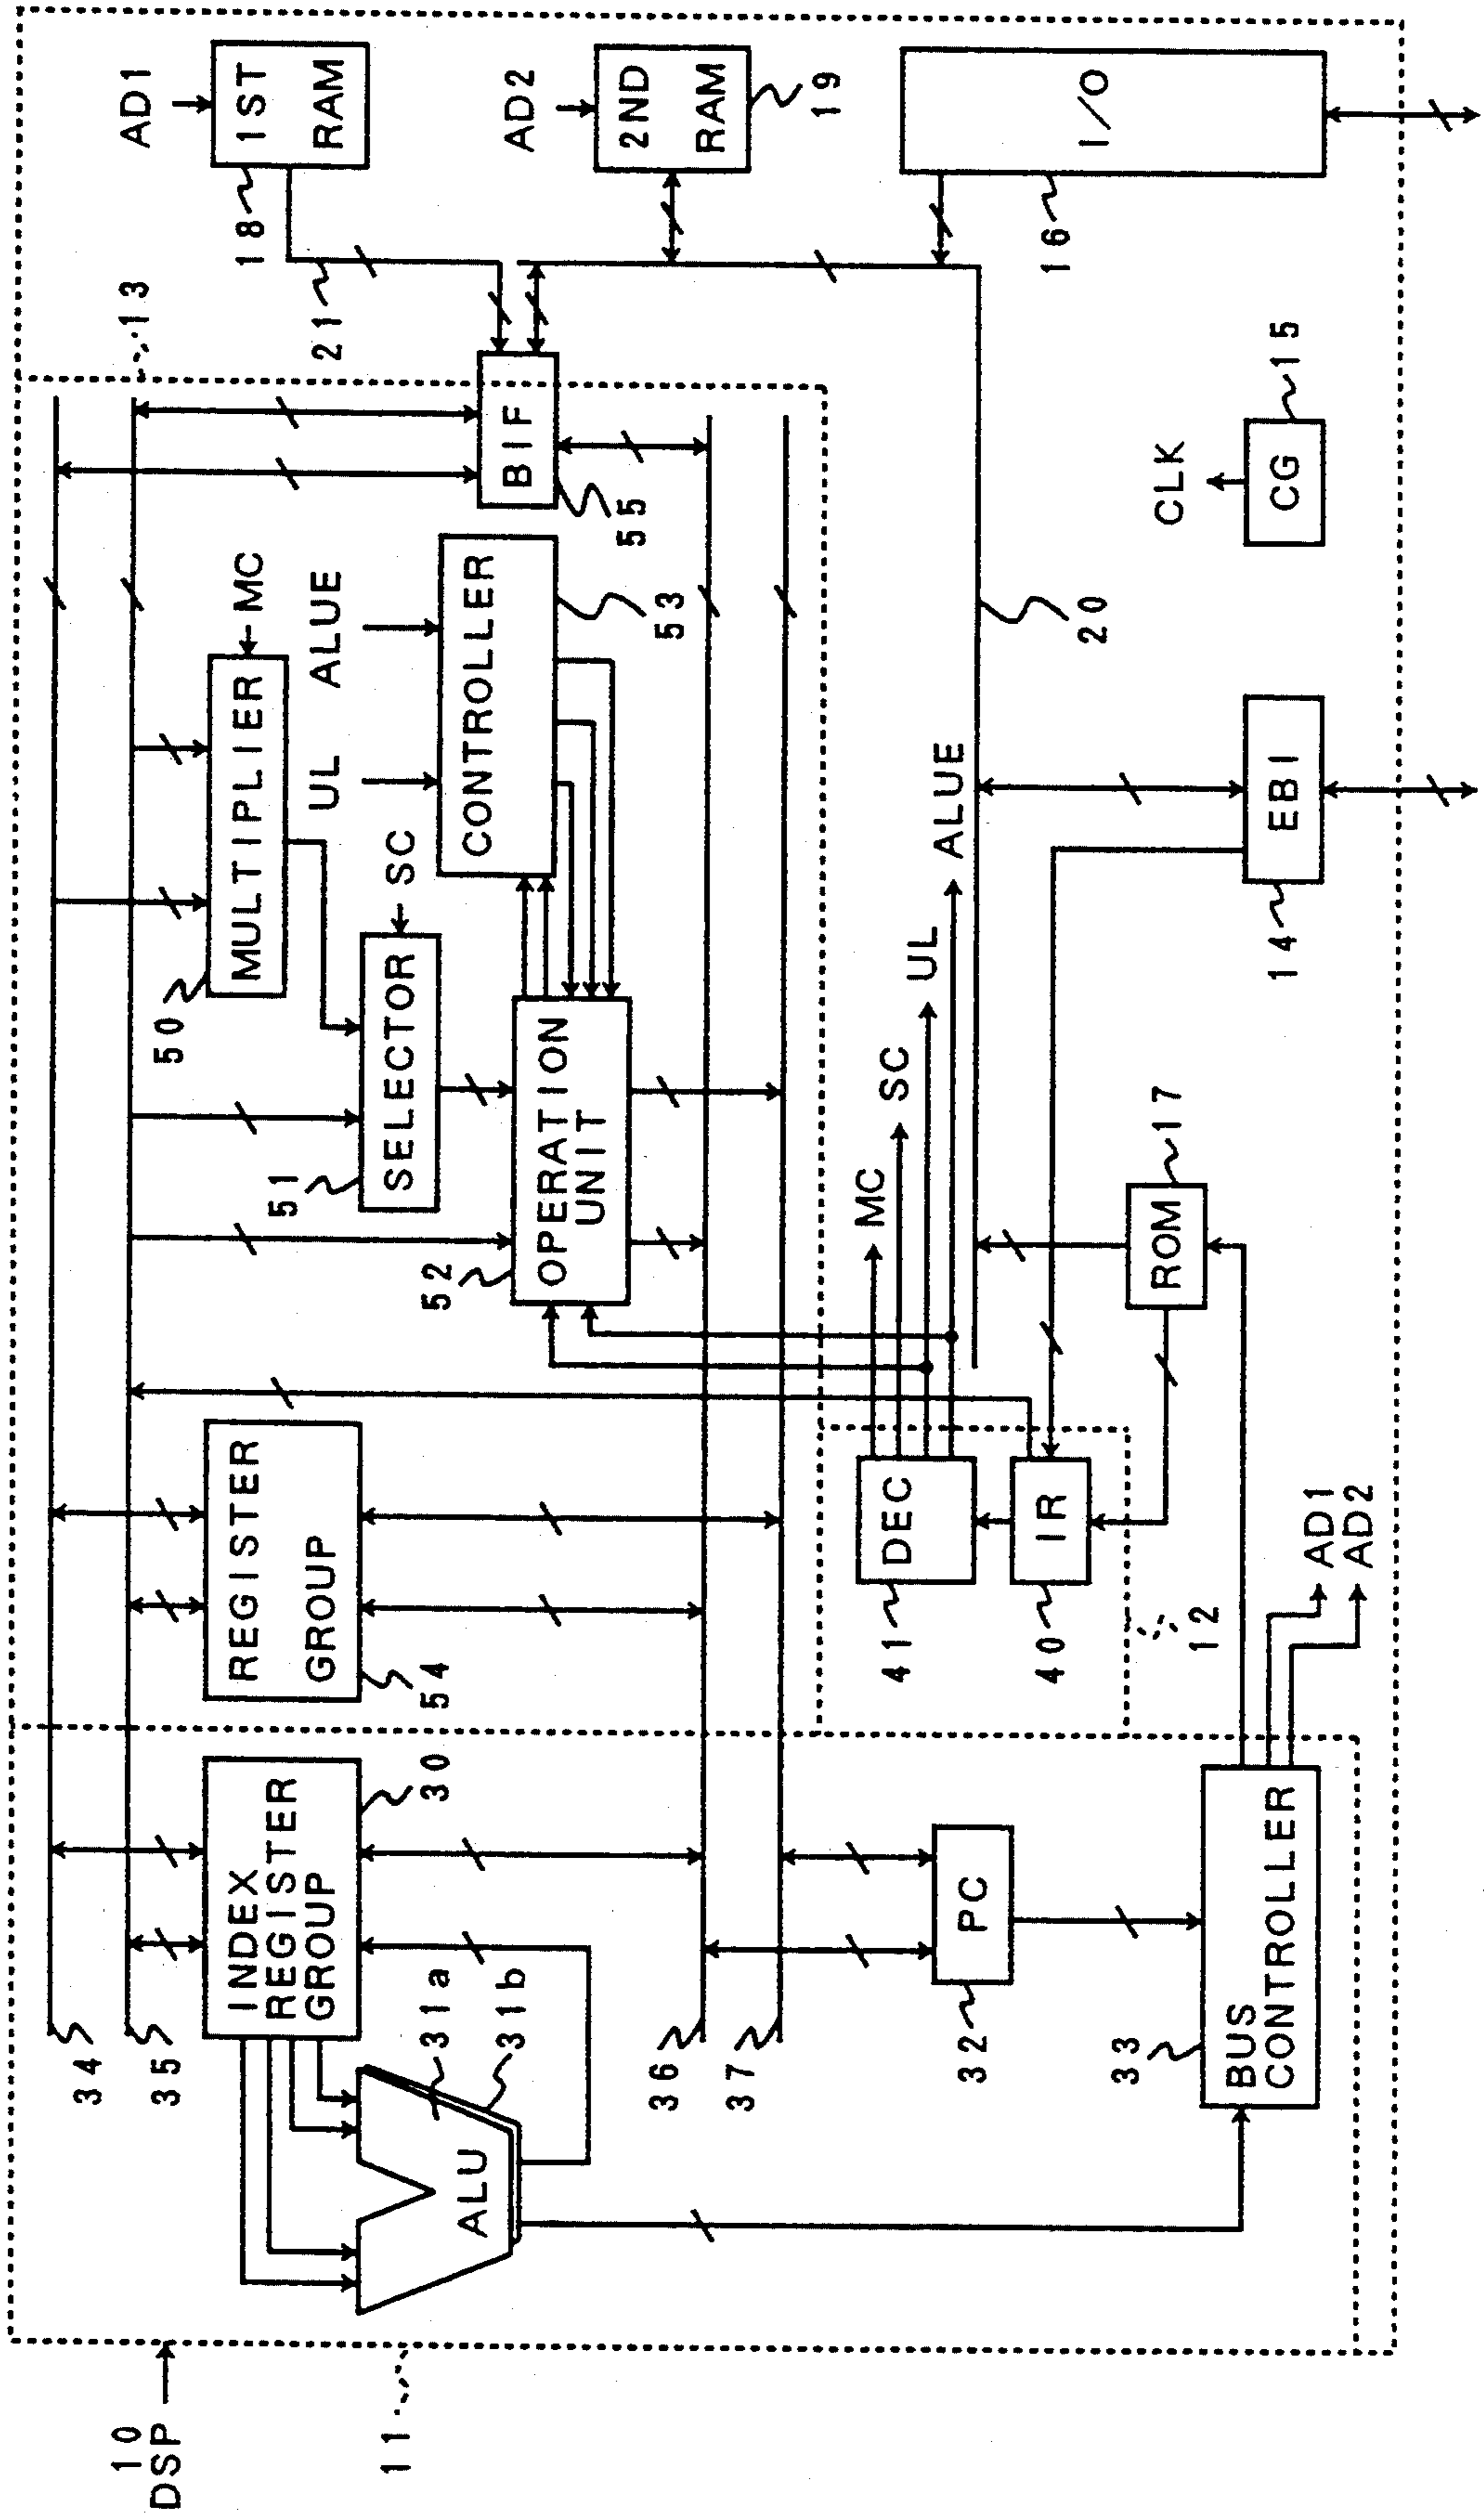 10
DSP
11
34
35
INDEX
REGISTER
GROUP
30
31a
31b
ALU
36
37
PC
32
BUS
CONTROLLER
33
AD1
AD2
REGISTER
GROUP
54
DEC
41
IR
40
12
MC
SC
UL
ALUE
ROM
17
MULTIPLIER
50
MC
SELECTOR
51
SC
OPERATION
UNIT
52
UL
ALUE
CONTROLLER
53
BIF
55
13
20
EBI
14
CLK
CG
15
AD1
1ST
RAM
18
21
AD2
2ND
RAM
19
I/O
16